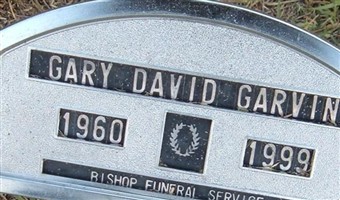 GARY DAVID GARVIN
1960 1999
BISHOP FUNERAL SERVICE